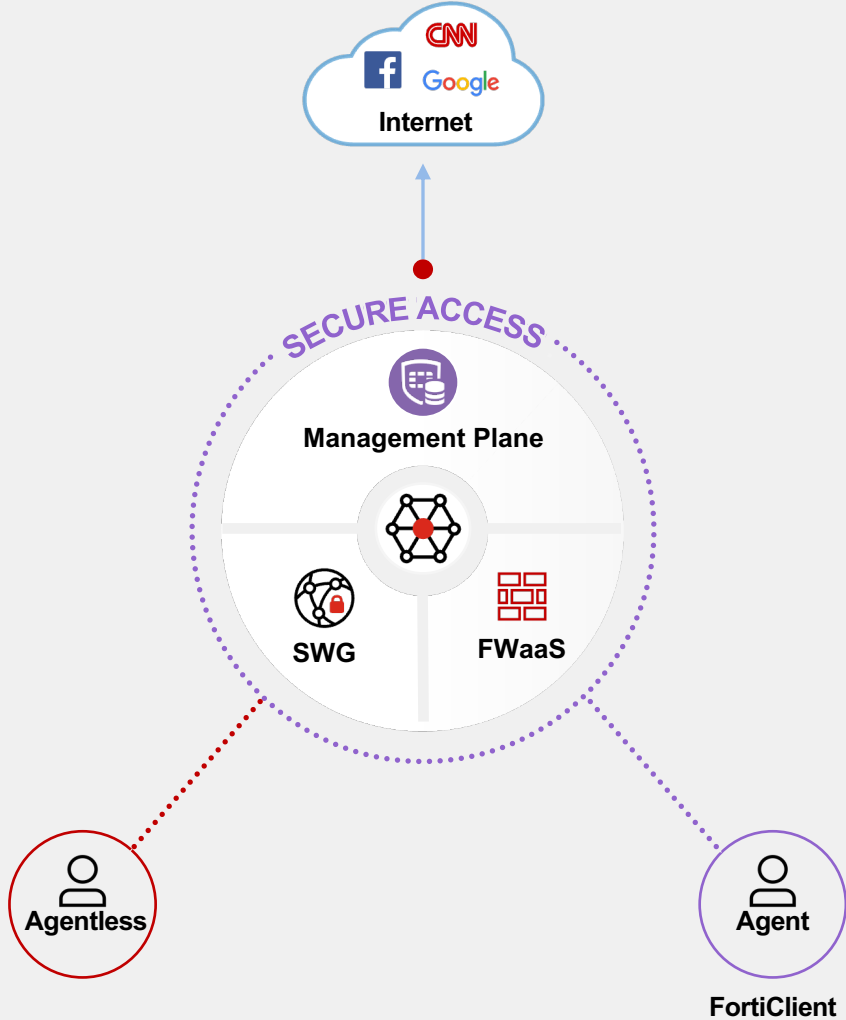 CNN
f
Google
Internet
SECURE ACCESS
Management Plane
SWG
FWaaS
Agentless
Agent
FortiClient